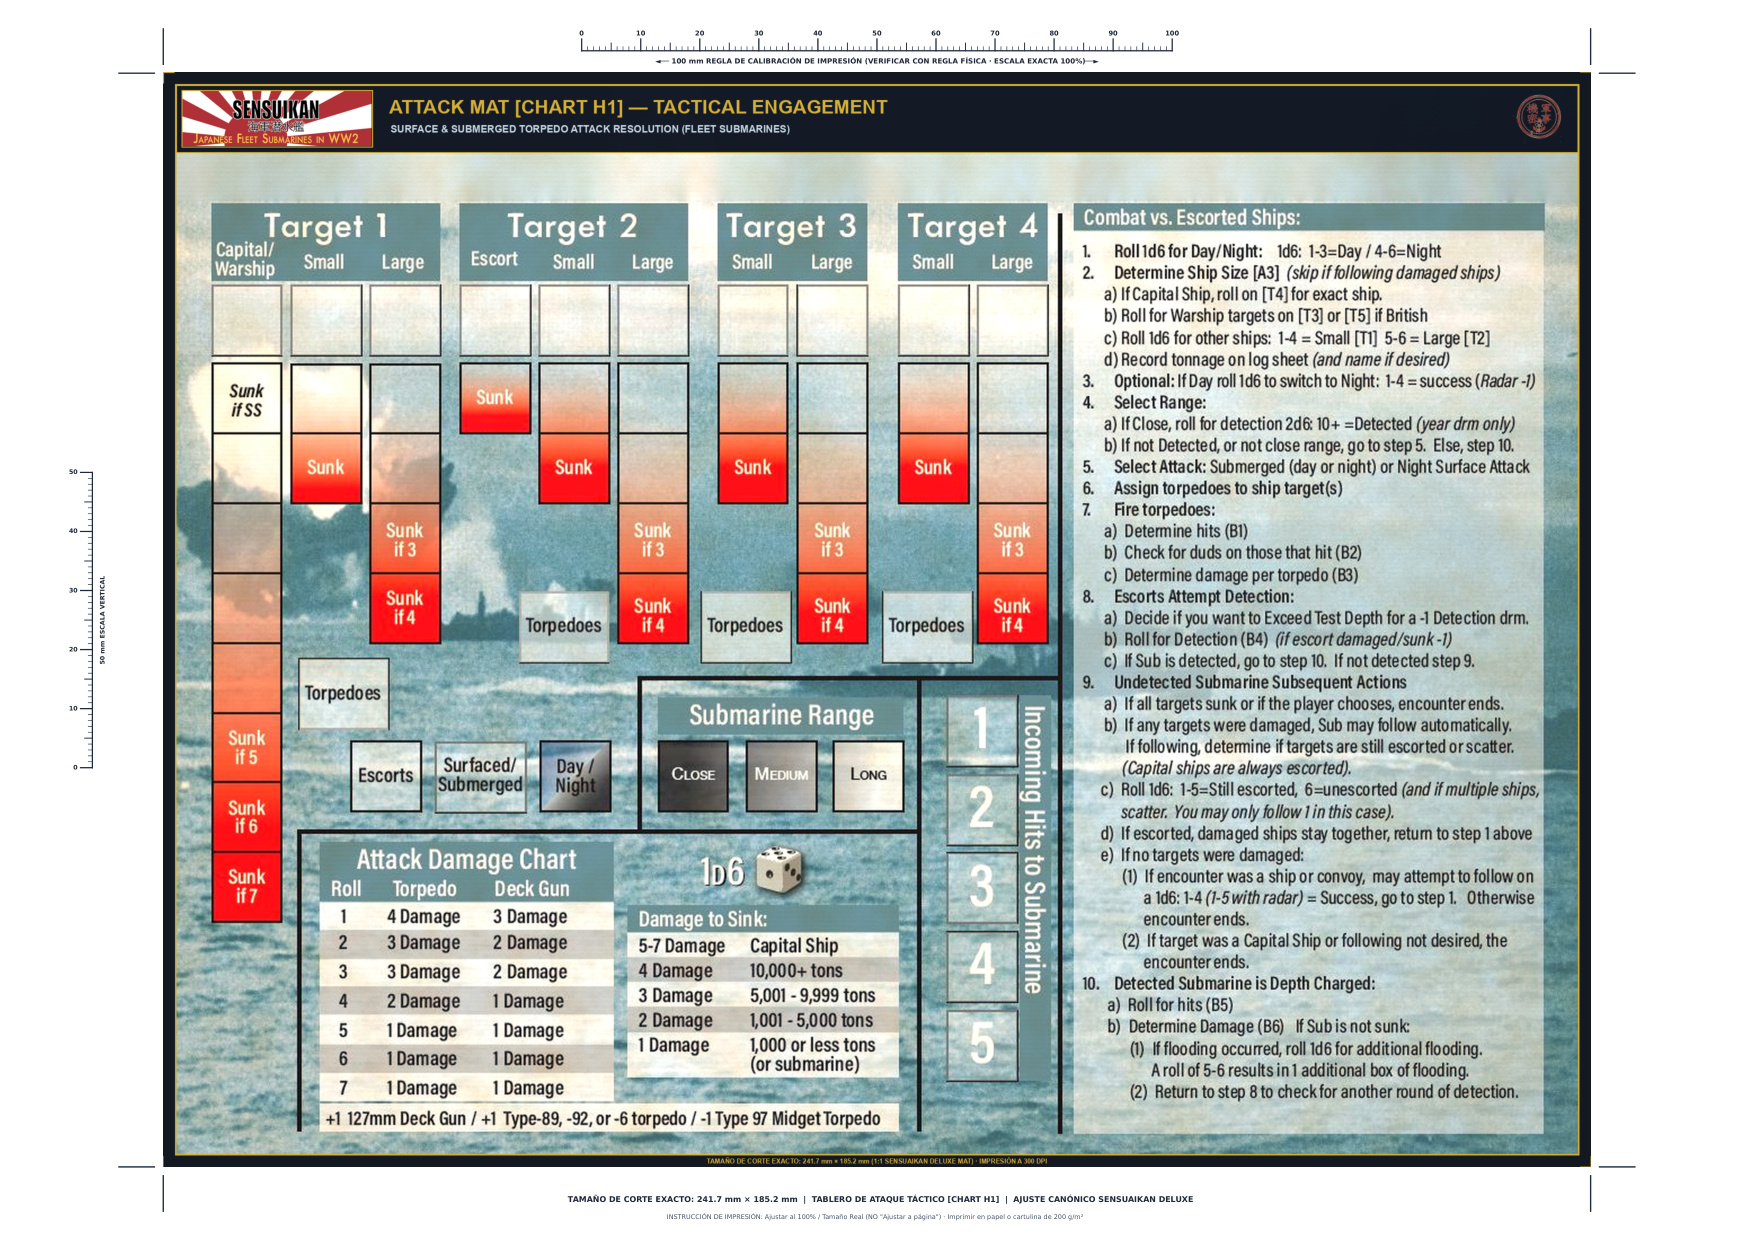 0 10 20 30 40 50 60 70 80 90 100
100 mm REGLA DE CALIBRACIÓN DE IMPRESIÓN (VERIFICAR CON REGLA FÍSICA · ESCALA EXACTA 100%)
SENSUIKAN
JAPANESE FLEET SUBMARINES IN WW2
ATTACK MAT [CHART H1] — TACTICAL ENGAGEMENT
SURFACE & SUBMERGED TORPEDO ATTACK RESOLUTION (FLEET SUBMARINES)
50
40
30
20
10
0
50 mm ESCALA VERTICAL
Target 1
Capital/
Warship
Small
Large
Target 2
Escort
Small
Large
Target 3
Small
Large
Target 4
Small
Large
Sunk
if SS
Sunk
Sunk
Sunk
Sunk
Sunk
Sunk
if 3
Sunk
if 3
Sunk
if 3
Sunk
if 3
Sunk
if 4
Sunk
if 4
Sunk
if 4
Sunk
if 4
Torpedoes
Torpedoes
Torpedoes
Torpedoes
Sunk
if 5
Sunk
if 6
Sunk
if 7
Escorts
Surfaced/
Submerged
Day /
Night
Submarine Range
CLOSE
MEDIUM
LONG
1
2
3
4
5
Incoming Hits to Submarine
Attack Damage Chart
Roll Torpedo Deck Gun
1 4 Damage 3 Damage
2 3 Damage 2 Damage
3 3 Damage 2 Damage
4 2 Damage 1 Damage
5 1 Damage 1 Damage
6 1 Damage 1 Damage
7 1 Damage 1 Damage
+1 127mm Deck Gun / +1 Type-89, -92, or -6 torpedo / -1 Type 97 Midget Torpedo
1D6
Damage to Sink:
5-7 Damage Capital Ship
4 Damage 10,000+ tons
3 Damage 5,001 - 9,999 tons
2 Damage 1,001 - 5,000 tons
1 Damage 1,000 or less tons
(or submarine)
Combat vs. Escorted Ships:
1. Roll 1d6 for Day/Night: 1d6: 1-3=Day / 4-6=Night
2. Determine Ship Size [A3] (skip if following damaged ships)
a) If Capital Ship, roll on [T4] for exact ship.
b) Roll for Warship targets on [T3] or [T5] if British
c) Roll 1d6 for other ships: 1-4 = Small [T1] 5-6 = Large [T2]
d) Record tonnage on log sheet (and name if desired)
3. Optional: If Day roll 1d6 to switch to Night: 1-4 = success (Radar -1)
4. Select Range:
a) If Close, roll for detection 2d6: 10+ =Detected (year drm only)
b) If not Detected, or not close range, go to step 5. Else, step 10.
5. Select Attack: Submerged (day or night) or Night Surface Attack
6. Assign torpedoes to ship target(s)
7. Fire torpedoes:
a) Determine hits (B1)
b) Check for duds on those that hit (B2)
c) Determine damage per torpedo (B3)
8. Escorts Attempt Detection:
a) Decide if you want to Exceed Test Depth for a -1 Detection drm.
b) Roll for Detection (B4) (if escort damaged/sunk -1)
c) If Sub is detected, go to step 10. If not detected step 9.
9. Undetected Submarine Subsequent Actions
a) If all targets sunk or if the player chooses, encounter ends.
b) If any targets were damaged, Sub may follow automatically.
If following, determine if targets are still escorted or scatter.
(Capital ships are always escorted).
c) Roll 1d6: 1-5=Still escorted, 6=unescorted (and if multiple ships,
scatter. You may only follow 1 in this case).
d) If escorted, damaged ships stay together, return to step 1 above
e) If no targets were damaged:
(1) If encounter was a ship or convoy, may attempt to follow on
a 1d6: 1-4 (1-5 with radar) = Success, go to step 1. Otherwise
encounter ends.
(2) If target was a Capital Ship or following not desired, the
encounter ends.
10. Detected Submarine is Depth Charged:
a) Roll for hits (B5)
b) Determine Damage (B6) If Sub is not sunk:
(1) If flooding occurred, roll 1d6 for additional flooding.
A roll of 5-6 results in 1 additional box of flooding.
(2) Return to step 8 to check for another round of detection.
TAMAÑO DE CORTE EXACTO: 241.7 mm × 185.2 mm (1:1 SENSUAIKAN DELUXE MAT) · IMPRESIÓN A 300 DPI
TAMAÑO DE CORTE EXACTO: 241.7 mm × 185.2 mm | TABLERO DE ATAQUE TÁCTICO [CHART H1] | AJUSTE CANÓNICO SENSUAIKAN DELUXE
INSTRUCCIÓN DE IMPRESIÓN: Ajustar al 100% / Tamaño Real (NO "Ajustar a página") · Imprimir en papel o cartulina de 200 g/m²